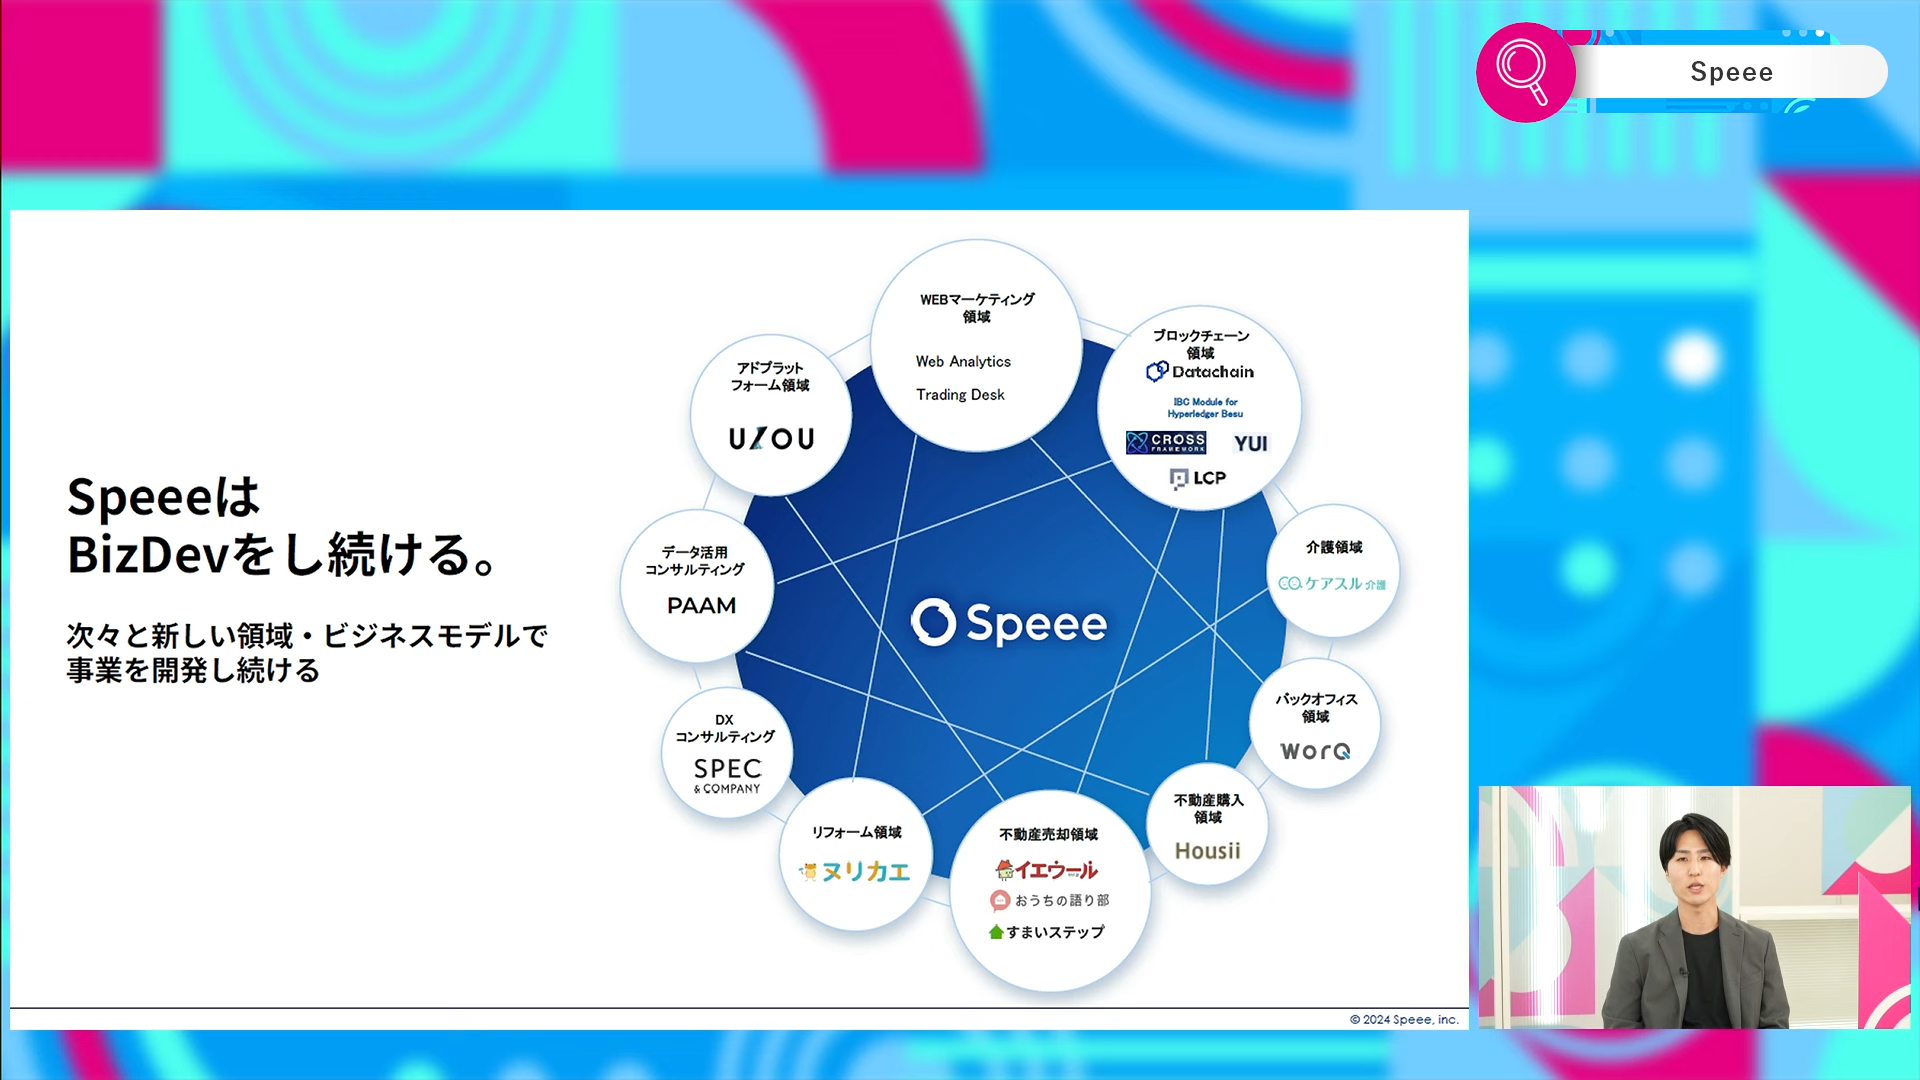 Speee
Speeeは
BizDevをし続ける。
次々と新しい領域・ビジネスモデルで
事業を開発し続ける
WEBマーケティング
領域
Web Analytics
Trading Desk
ブロックチェーン
領域
Datachain
IBC Module for
Hyperledger Besu
CROSS
FRAMEWORK
YUI
LCP
介護領域
ケアスル 介護
バックオフィス
領域
WorQ
不動産購入
領域
Housii
不動産売却領域
イエウール
おうちの語り部
すまいステップ
リフォーム領域
ヌリカエ
DX
コンサルティング
SPEC
& COMPANY
データ活用
コンサルティング
PAAM
アドプラット
フォーム領域
UZOU
Speee
© 2024 Speee, inc.